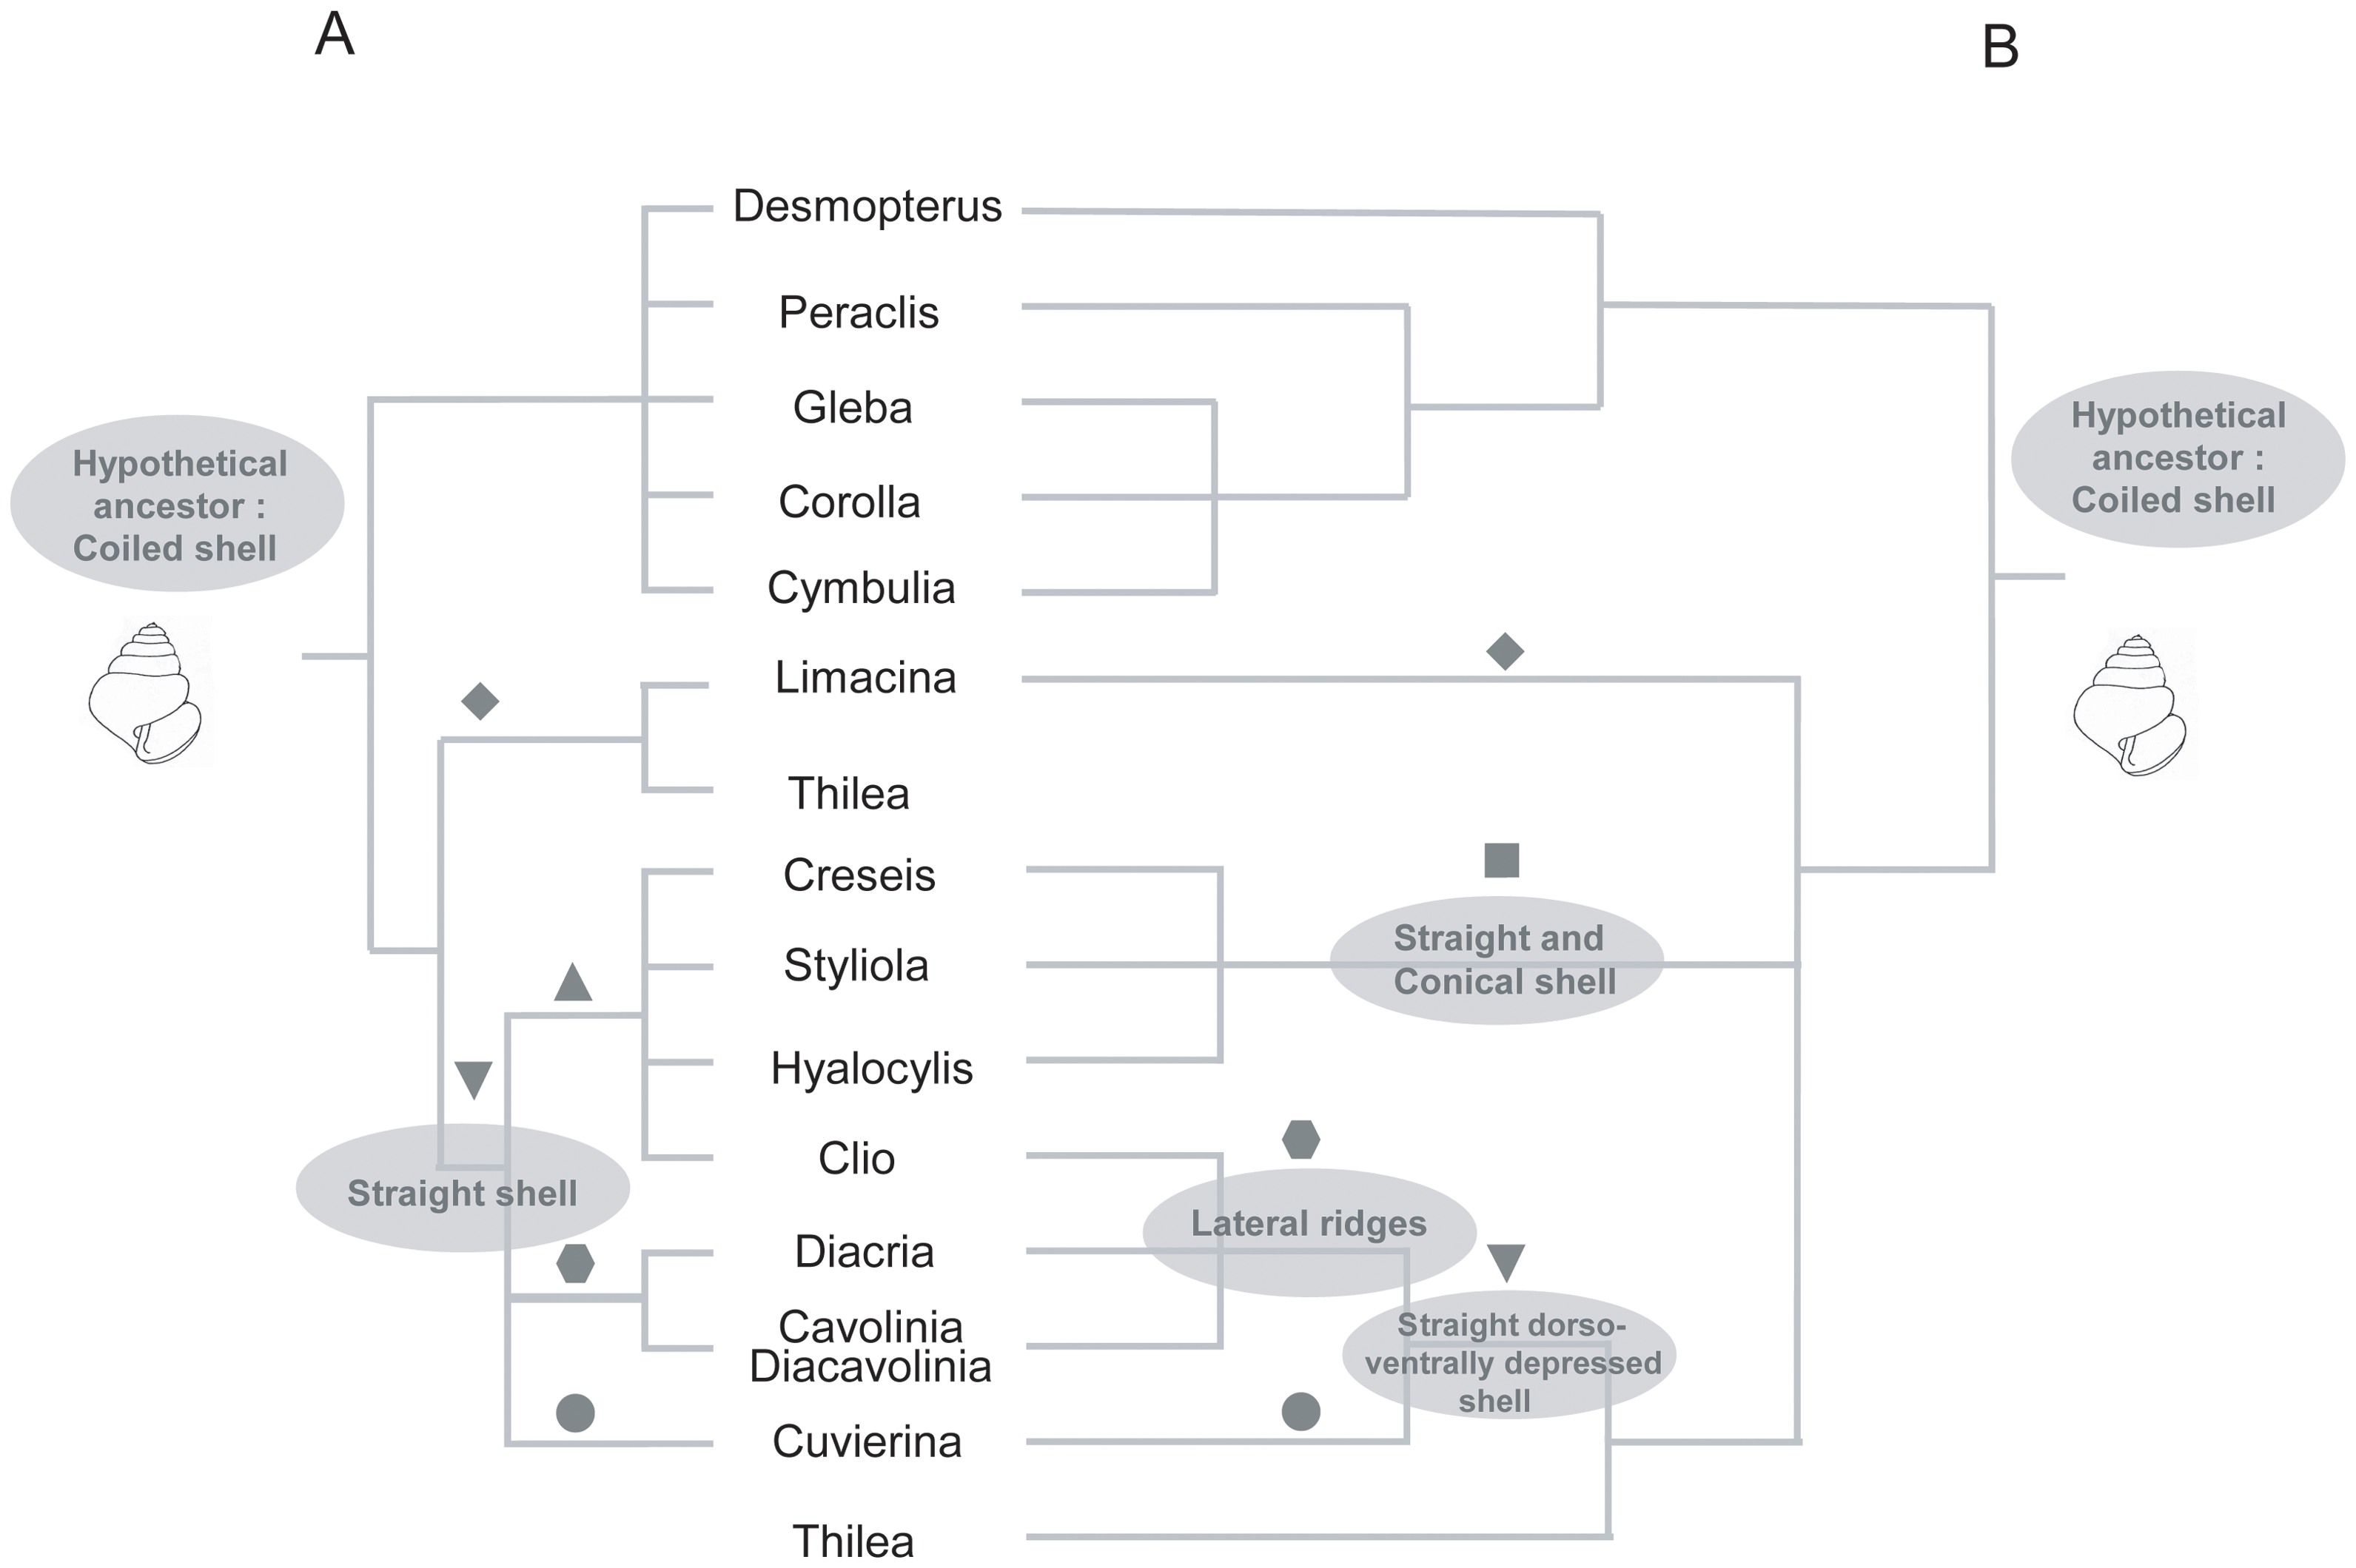 A
B
Desmopterus
Peraclis
Gleba
Corolla
Cymbulia
Limacina
Thilea
Creseis
Styliola
Hyalocylis
Clio
Diacria
Cavolinia
Diacavolinia
Cuvierina
Thilea
Hypothetical
ancestor :
Coiled shell
Straight shell
Hypothetical
ancestor :
Coiled shell
Straight and
Conical shell
Lateral ridges
Straight dorso-
ventrally depressed
shell